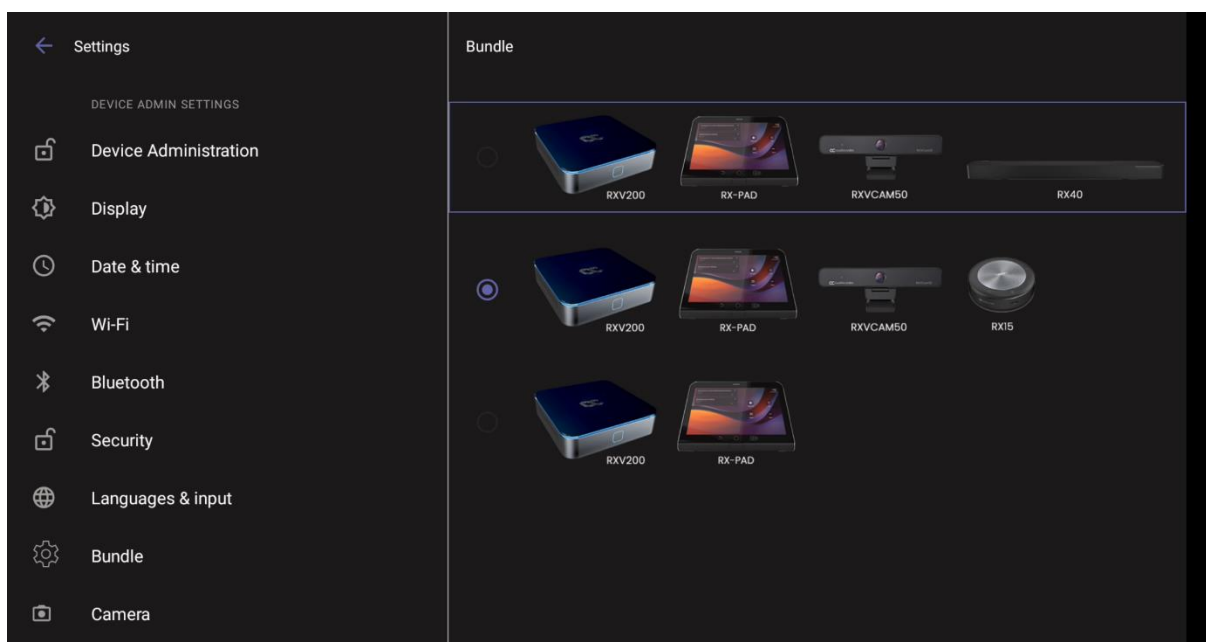 Settings
DEVICE ADMIN SETTINGS
Device Administration
Display
Date & time
Wi-Fi
Bluetooth
Security
Languages & input
Bundle
Camera
Bundle
RXV200 RX-PAD RXVCAM50 RX40
RXV200 RX-PAD RXVCAM50 RX15
RXV200 RX-PAD